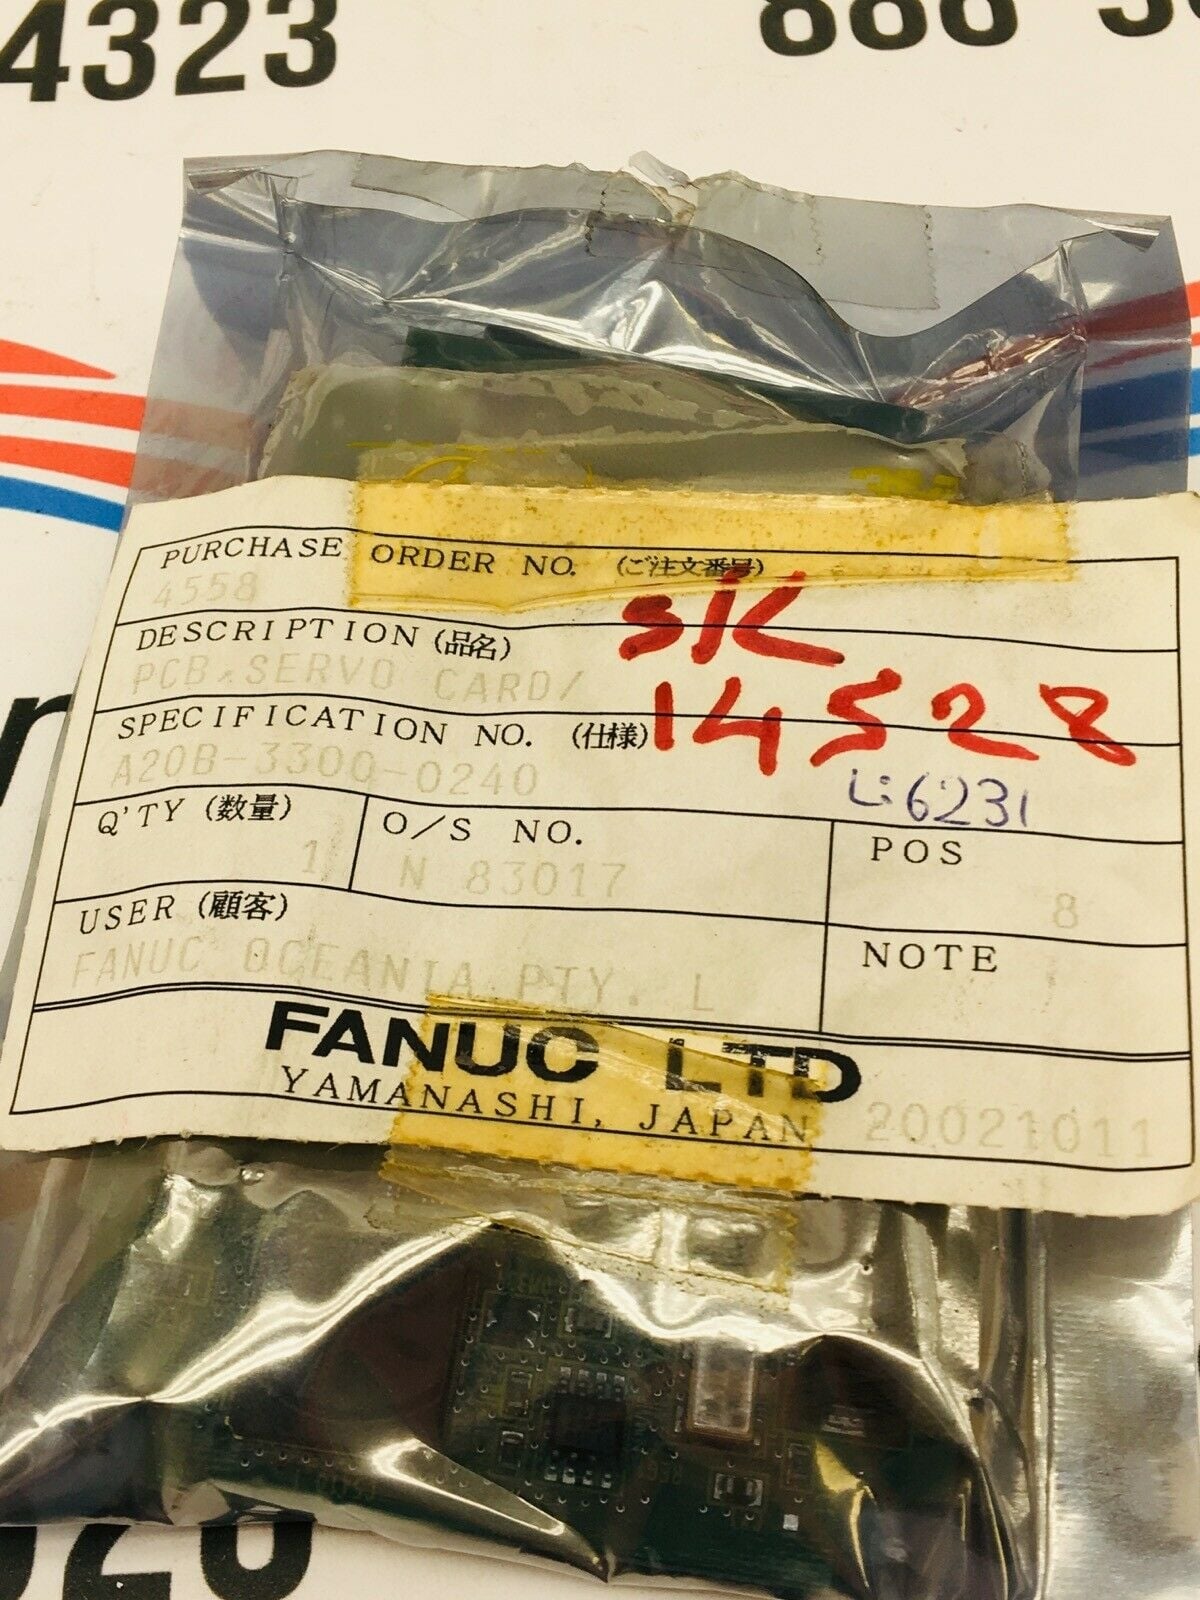 4323
888
PURCHASE ORDER NO. (ご注文番号)
4558
SK
DESCRIPTION (品名)
PCB.SERVO CARD/
14528
SPECIFICATION NO. (仕様)
A20B-3300-0240
L:6231
Q'TY (数量)
1
O/S NO.
N 83017
POS
8
USER (顧客)
FANUC OCEANIA PTY. L
NOTE
FANUC LTD
YAMANASHI, JAPAN
20021011